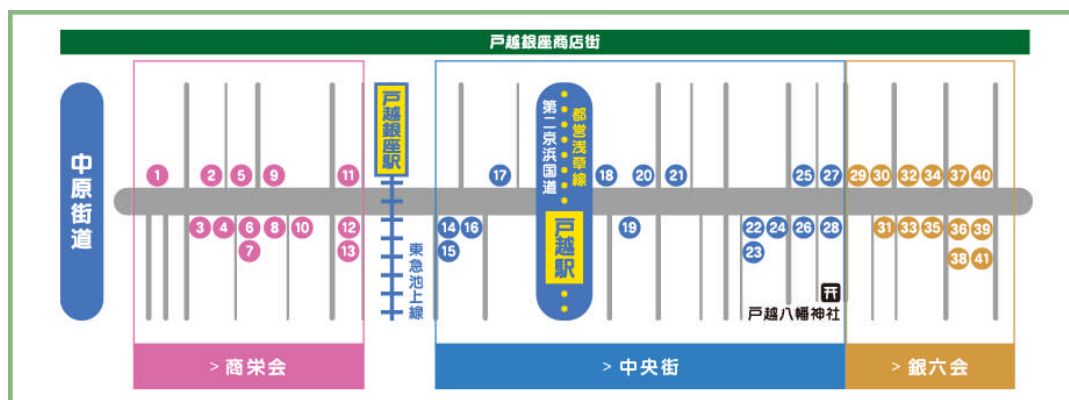 戸越銀座商店街
中原街道
戸越銀座駅
東急池上線
第二京浜国道
都営浅草線
戸越駅
1 2 5 9 11
3 4 6 8 10 12
7 13
17 18 20 21 25 27
14 16 19 22 24 26 28
15 23
29 30 32 34 37 40
31 33 35 36 39
38 41
戸越八幡神社
> 商栄会
> 中央街
> 銀六会